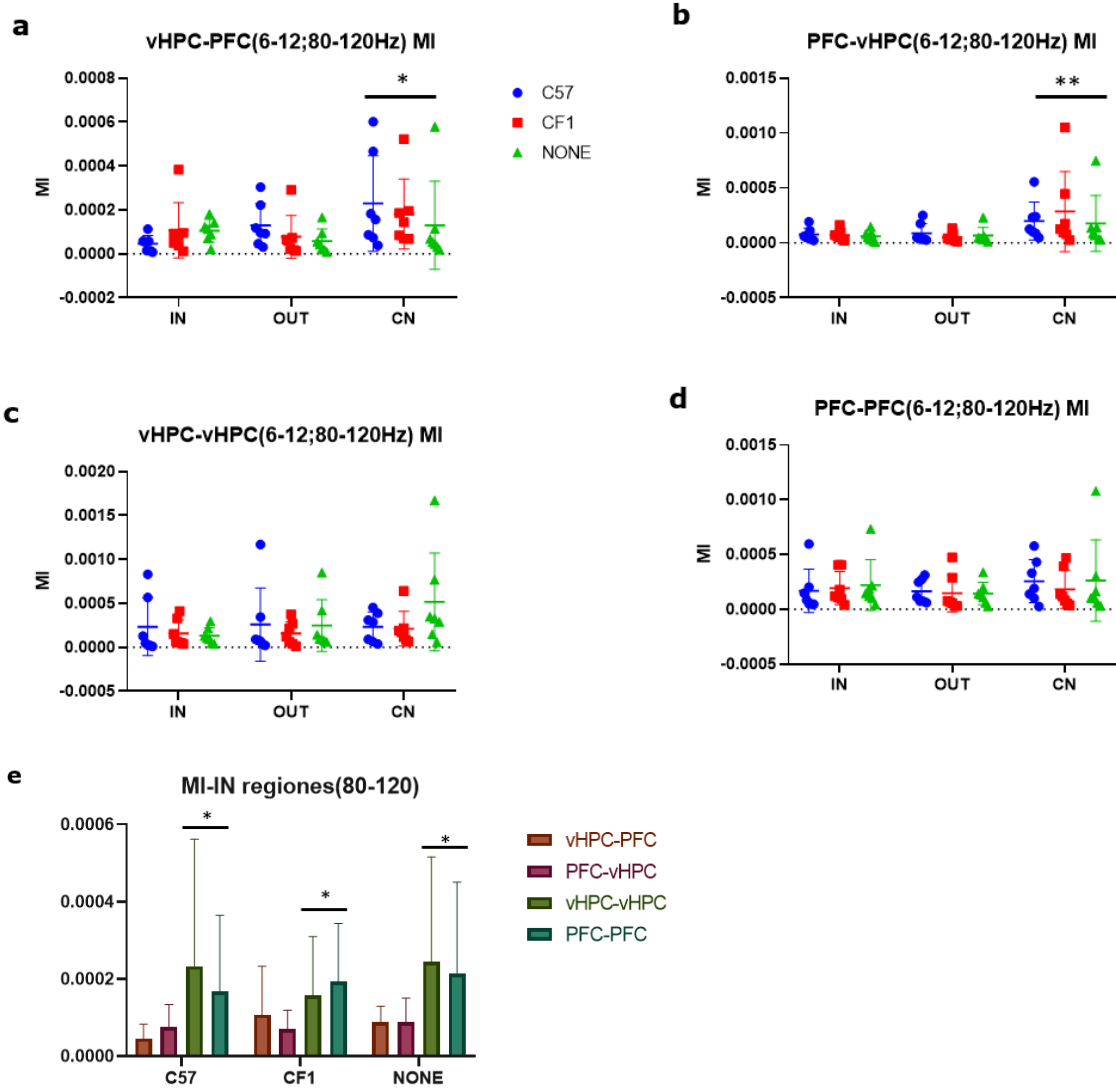 a
vHPC-PFC(6-12;80-120Hz) MI
0.0008
0.0006
0.0004
0.0002
0.0000
-0.0002
MI
*
IN OUT CN
C57
CF1
NONE
b
PFC-vHPC(6-12;80-120Hz) MI
0.0015
0.0010
0.0005
0.0000
-0.0005
MI
**
IN OUT CN
c
vHPC-vHPC(6-12;80-120Hz) MI
0.0020
0.0015
0.0010
0.0005
0.0000
-0.0005
MI
IN OUT CN
d
PFC-PFC(6-12;80-120Hz) MI
0.0015
0.0010
0.0005
0.0000
-0.0005
MI
IN OUT CN
e
MI-IN regiones(80-120)
0.0006
0.0004
0.0002
0.0000
* * *
C57 CF1 NONE
vHPC-PFC
PFC-vHPC
vHPC-vHPC
PFC-PFC